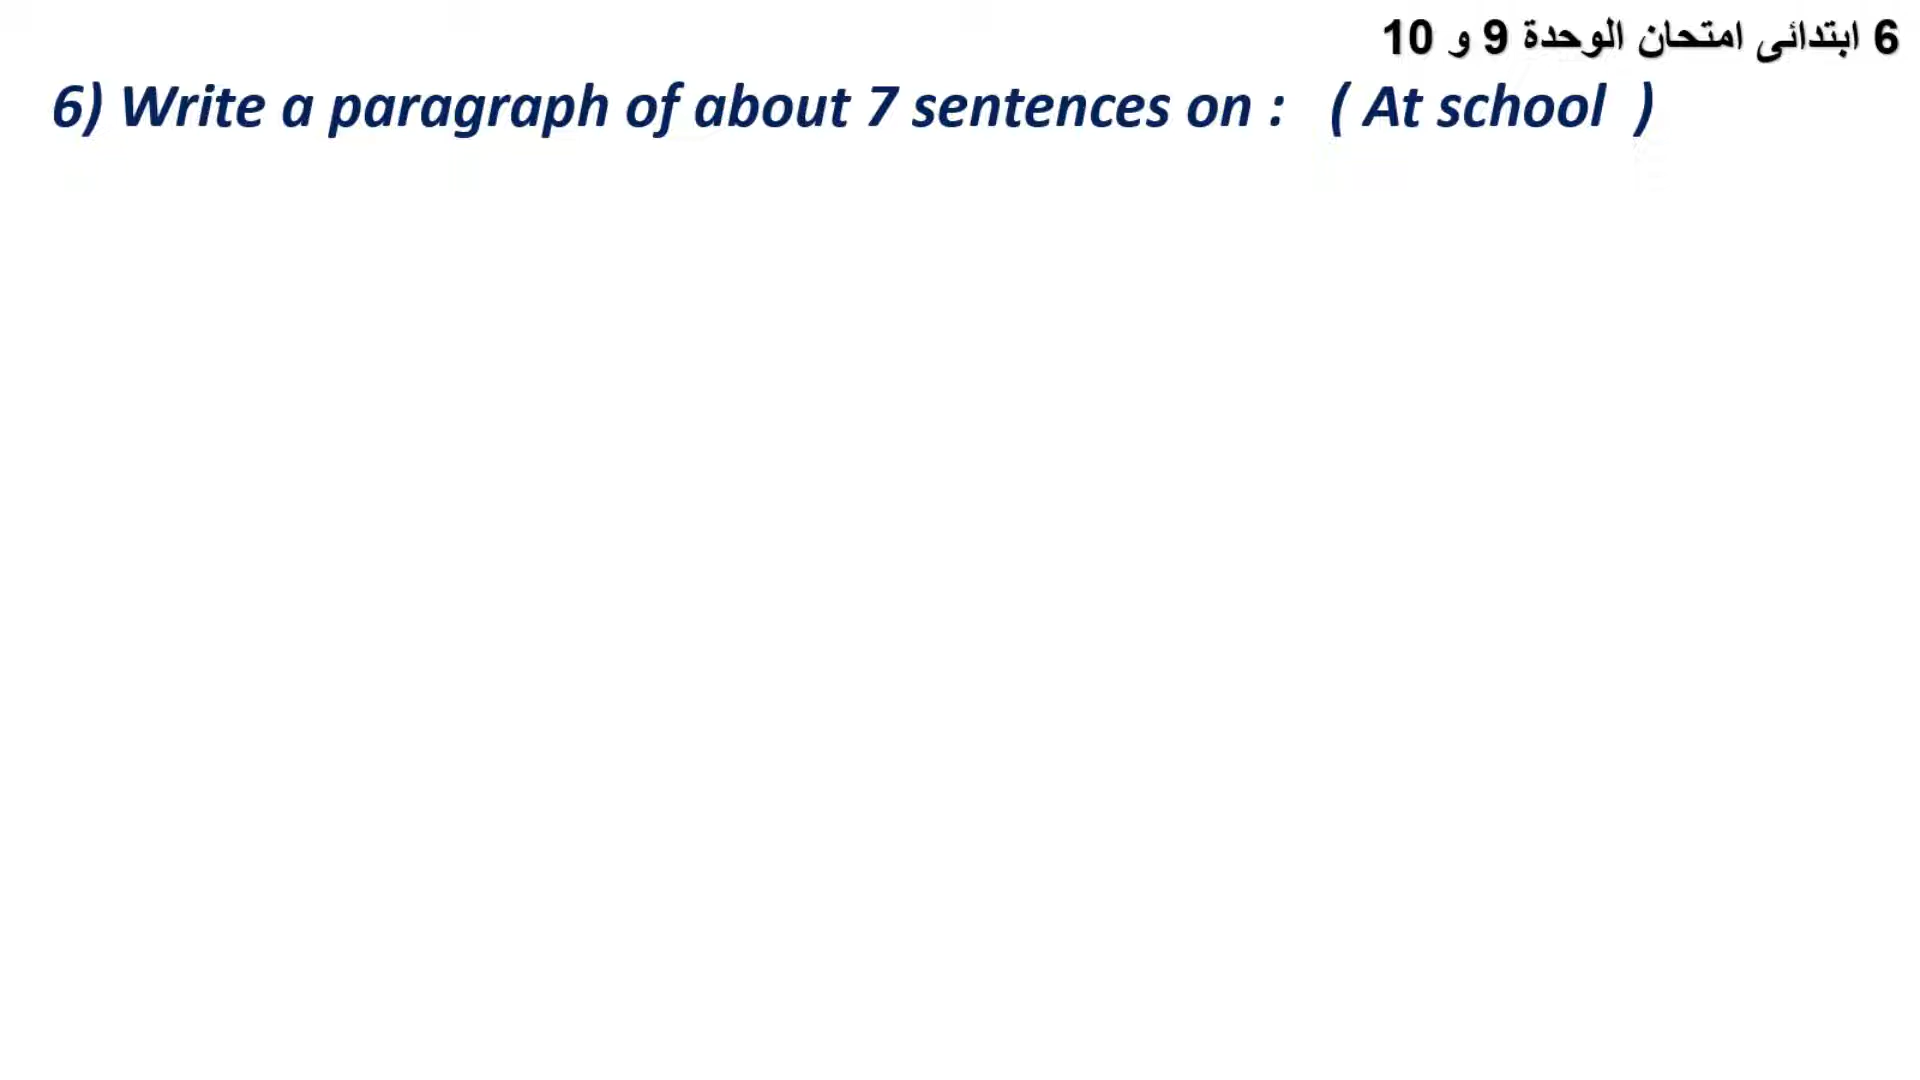 6 ابتدائى امتحان الوحدة 9 و 10
6) Write a paragraph of about 7 sentences on : ( At school )